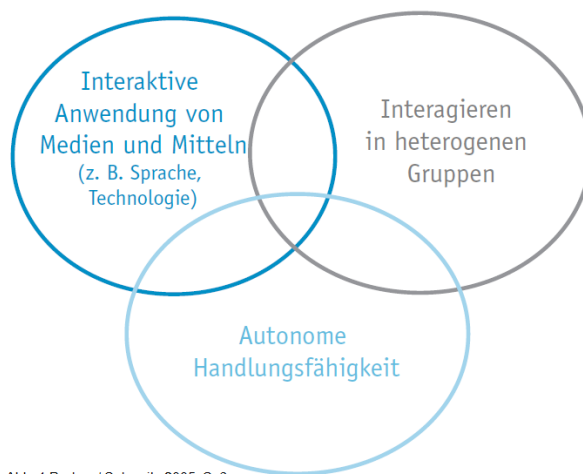 Interaktive
Anwendung von
Medien und Mitteln
(z. B. Sprache,
Technologie)
Interagieren
in heterogenen
Gruppen
Autonome
Handlungsfähigkeit